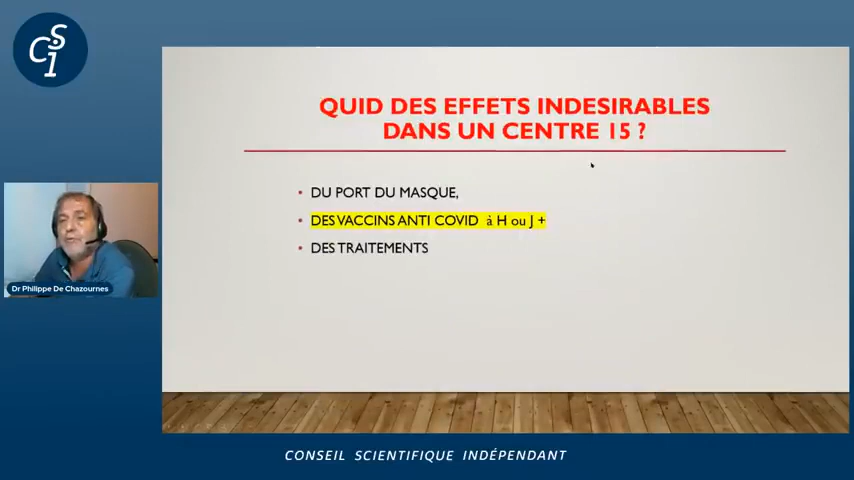 CSI
QUID DES EFFETS INDESIRABLES
DANS UN CENTRE 15 ?
• DU PORT DU MASQUE,
• DES VACCINS ANTI COVID à H ou J +
• DES TRAITEMENTS
Dr Philippe De Chazournes
CONSEIL SCIENTIFIQUE INDÉPENDANT